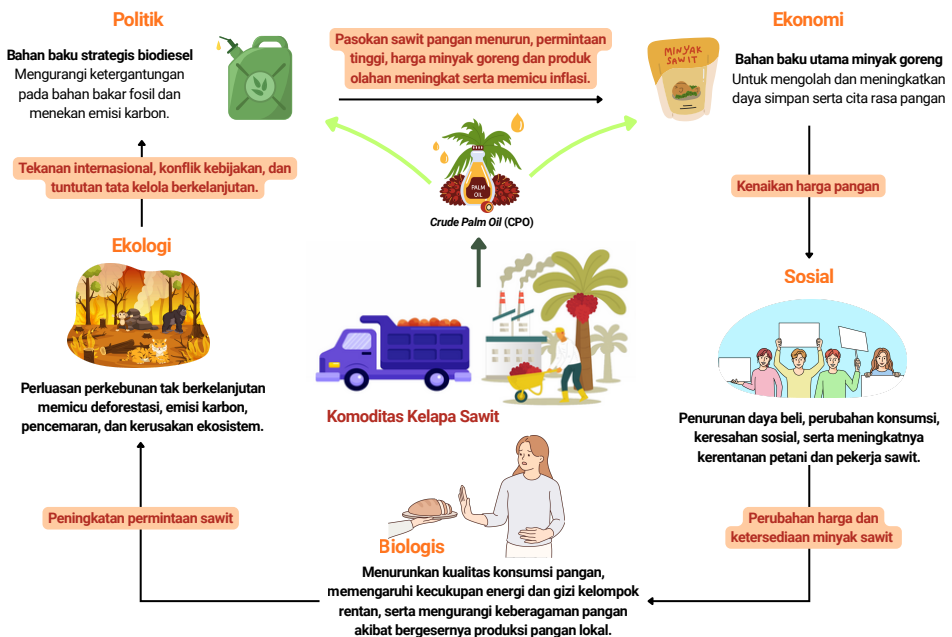 Politik
Bahan baku strategis biodiesel
Mengurangi ketergantungan
pada bahan bakar fosil dan
menekan emisi karbon.
Pasokan sawit pangan menurun, permintaan
tinggi, harga minyak goreng dan produk
olahan meningkat serta memicu inflasi.
Ekonomi
MINYAK
SAWIT
Bahan baku utama minyak goreng
Untuk mengolah dan meningkatkan
daya simpan serta cita rasa pangan
Tekanan internasional, konflik kebijakan, dan
tuntutan tata kelola berkelanjutan.
PALM
OIL
Crude Palm Oil (CPO)
Kenaikan harga pangan
Ekologi
Perluasan perkebunan tak berkelanjutan
memicu deforestasi, emisi karbon,
pencemaran, dan kerusakan ekosistem.
Komoditas Kelapa Sawit
Sosial
Penurunan daya beli, perubahan konsumsi,
keresahan sosial, serta meningkatnya
kerentanan petani dan pekerja sawit.
Peningkatan permintaan sawit
Perubahan harga dan
ketersediaan minyak sawit
Biologis
Menurunkan kualitas konsumsi pangan,
memengaruhi kecukupan energi dan gizi kelompok
rentan, serta mengurangi keberagaman pangan
akibat bergesernya produksi pangan lokal.